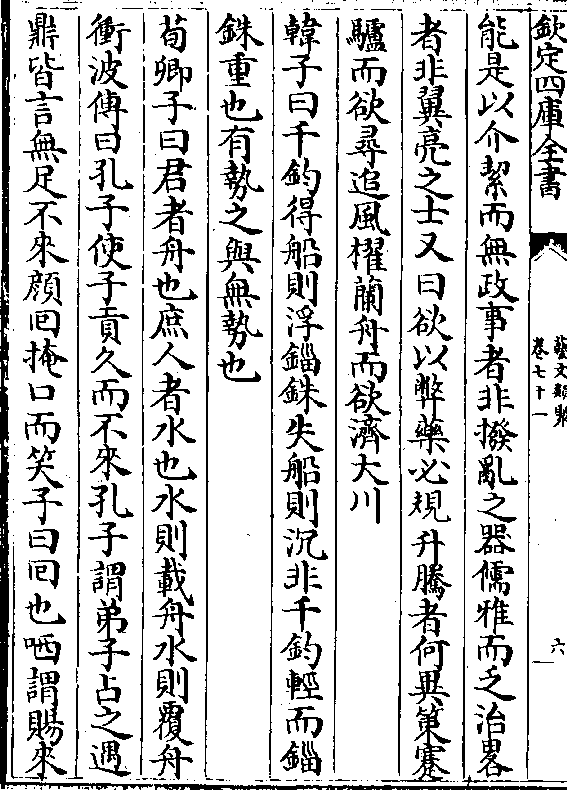 欽定四庫全書
藝文類聚
卷七十一
六
能是以介絜而無政事者非撥亂之器儒雅而乏治畧
者非翼亮之士又曰欲以弊藥必規升騰者何異策蹇
驢而欲尋追風櫂蘭舟而欲濟大川
韓子曰千鈞得船則浮錙銖失船則沉非千鈞輕而錙
銖重也有勢之與無勢也
荀卿子曰君者舟也庶人者水也水則載舟水則覆舟
衝波傳曰孔子使子貢久而不來孔子謂弟子占之遇
鼎皆言無足不來顔囘掩口而笑子曰囘也哂謂賜來